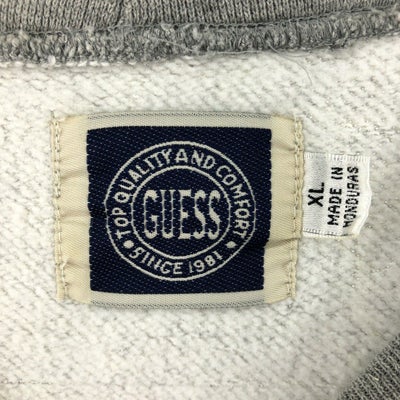 TOP QUALITY AND COMFORT
GUESS
• SINCE 1981 •
XL
MADE IN
HONDURAS